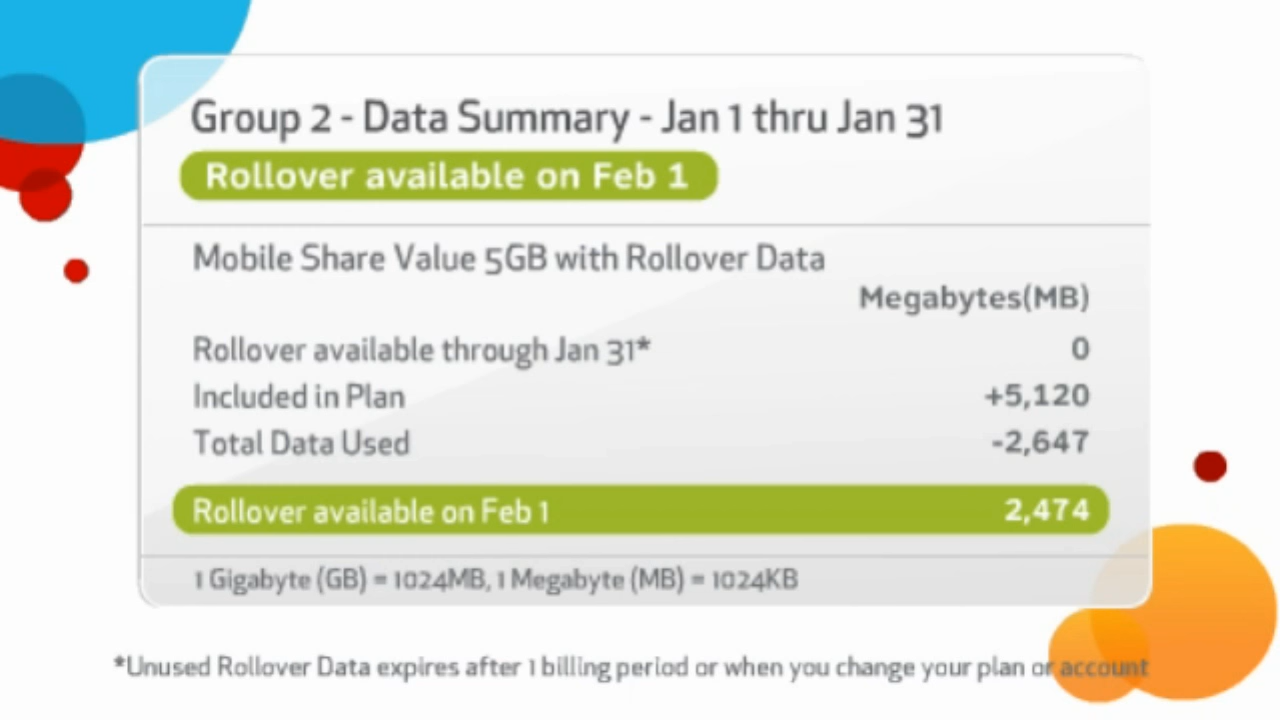 Group 2 - Data Summary - Jan 1 thru Jan 31
Rollover available on Feb 1
Mobile Share Value 5GB with Rollover Data
Megabytes(MB)
Rollover available through Jan 31* 0
Included in Plan +5,120
Total Data Used -2,647
Rollover available on Feb 1 2,474
1 Gigabyte (GB) = 1024MB, 1 Megabyte (MB) = 1024KB
*Unused Rollover Data expires after 1 billing period or when you change your plan or account